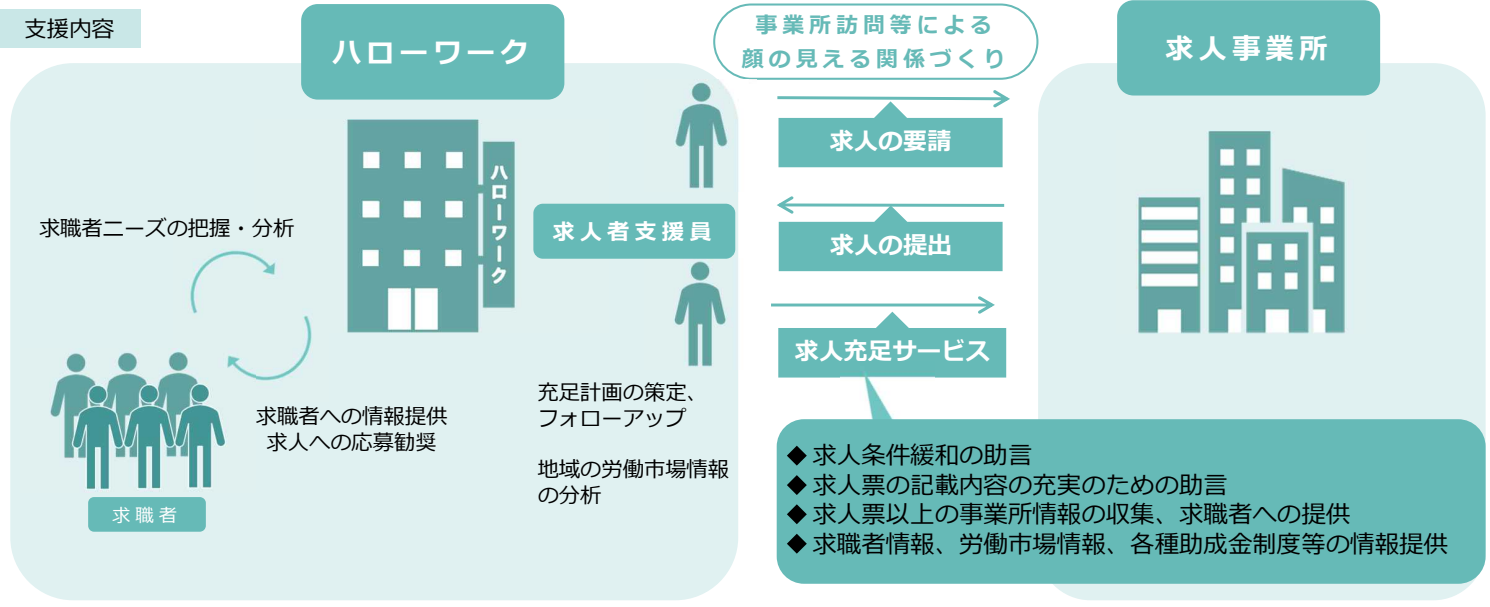 支援内容
ハローワーク
事業所訪問等による
顔の見える関係づくり
求人事業所
求人の要請
ハローワーク
求職者ニーズの把握・分析
求人者支援員
求人の提出
求人充足サービス
充足計画の策定、
フォローアップ
求職者への情報提供
求人への応募勧奨
地域の労働市場情報
の分析
求職者
◆ 求人条件緩和の助言
◆ 求人票の記載内容の充実のための助言
◆ 求人票以上の事業所情報の収集、求職者への提供
◆ 求職者情報、労働市場情報、各種助成金制度等の情報提供